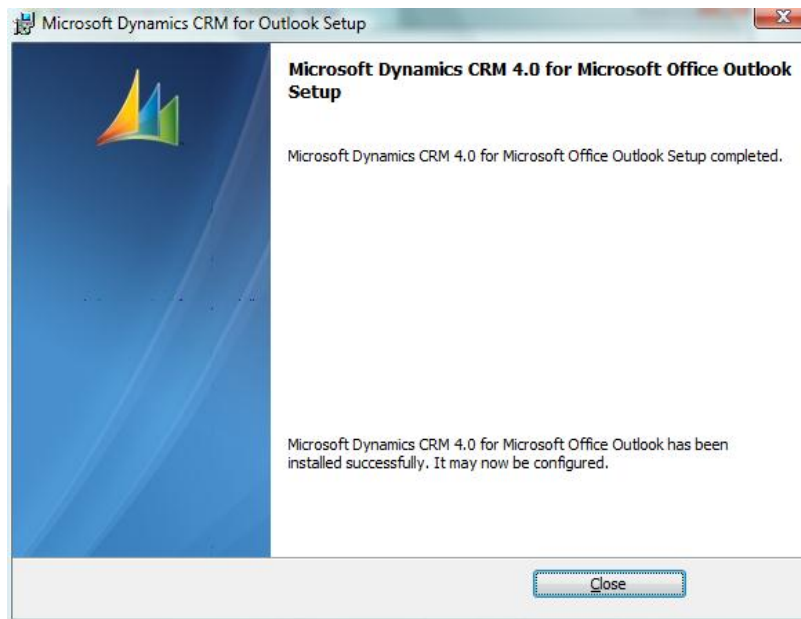 Microsoft Dynamics CRM for Outlook Setup
Microsoft Dynamics CRM 4.0 for Microsoft Office Outlook
Setup
Microsoft Dynamics CRM 4.0 for Microsoft Office Outlook Setup completed.
Microsoft Dynamics CRM 4.0 for Microsoft Office Outlook has been
installed successfully. It may now be configured.
Close